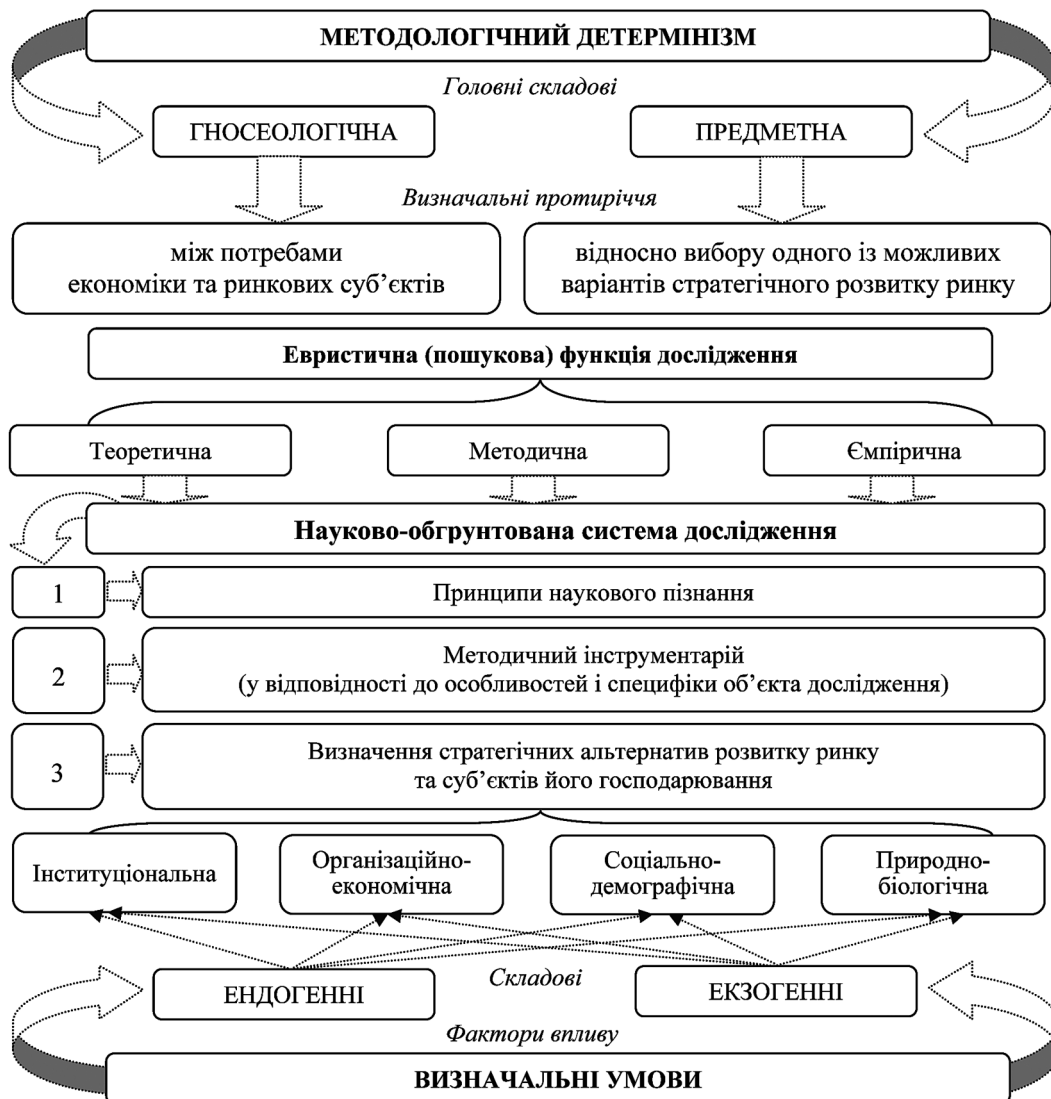 МЕТОДОЛОГІЧНИЙ ДЕТЕРМІНІЗМ
Головні складові
ГНОСЕОЛОГІЧНА
ПРЕДМЕТНА
Визначальні протиріччя
між потребами
економіки та ринкових суб’єктів
відносно вибору одного із можливих
варіантів стратегічного розвитку ринку
Евристична (пошукова) функція дослідження
Теоретична
Методична
Ємпірична
Науково-обгрунтована система дослідження
1
Принципи наукового пізнання
2
Методичний інструментарій
(у відповідності до особливостей і специфіки об’єкта дослідження)
3
Визначення стратегічних альтернатив розвитку ринку
та суб’єктів його господарювання
Інституціональна
Організаційно-
економічна
Соціально-
демографічна
Природно-
біологічна
Складові
ЕНДОГЕННІ
ЕКЗОГЕННІ
Фактори впливу
ВИЗНАЧАЛЬНІ УМОВИ